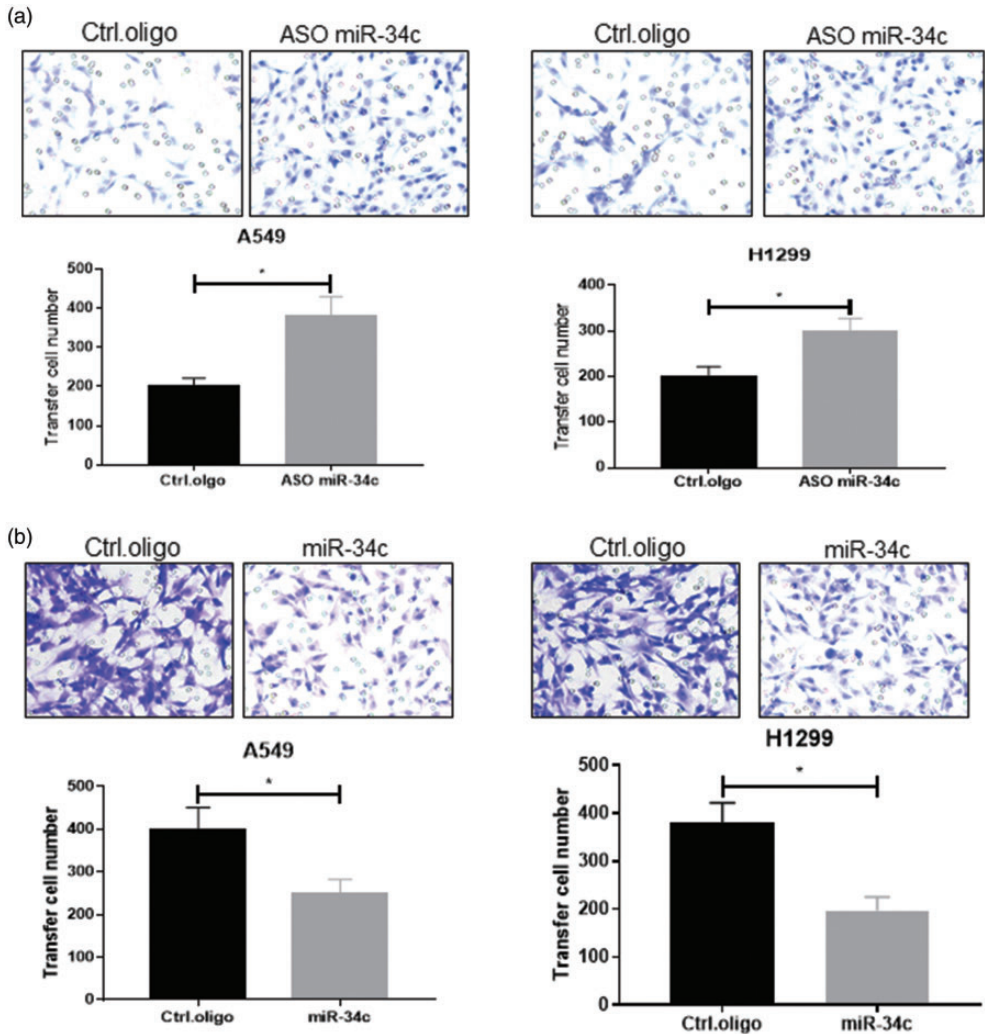 (a)
Ctrl.oligo ASO miR-34c Ctrl.oligo ASO miR-34c
A549
Transfer cell number
500
400
300
200
100
0
*
Ctrl.olgo ASO miR-34c
H1299
Transfer cell number
400
300
200
100
0
*
Ctrl.olgo ASO miR-34c
(b)
Ctrl.oligo miR-34c Ctrl.oligo miR-34c
A549
Transfer cell number
500
400
300
200
100
0
*
Ctrl.oligo miR-34c
H1299
Transfer cell number
500
400
300
200
100
0
*
Ctrl.oligo miR-34c